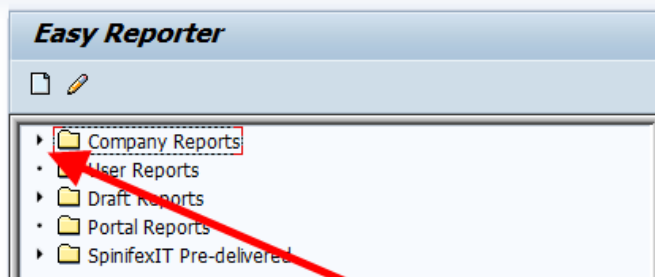 Easy Reporter
Company Reports
User Reports
Draft Reports
Portal Reports
SpinifexIT Pre-delivered